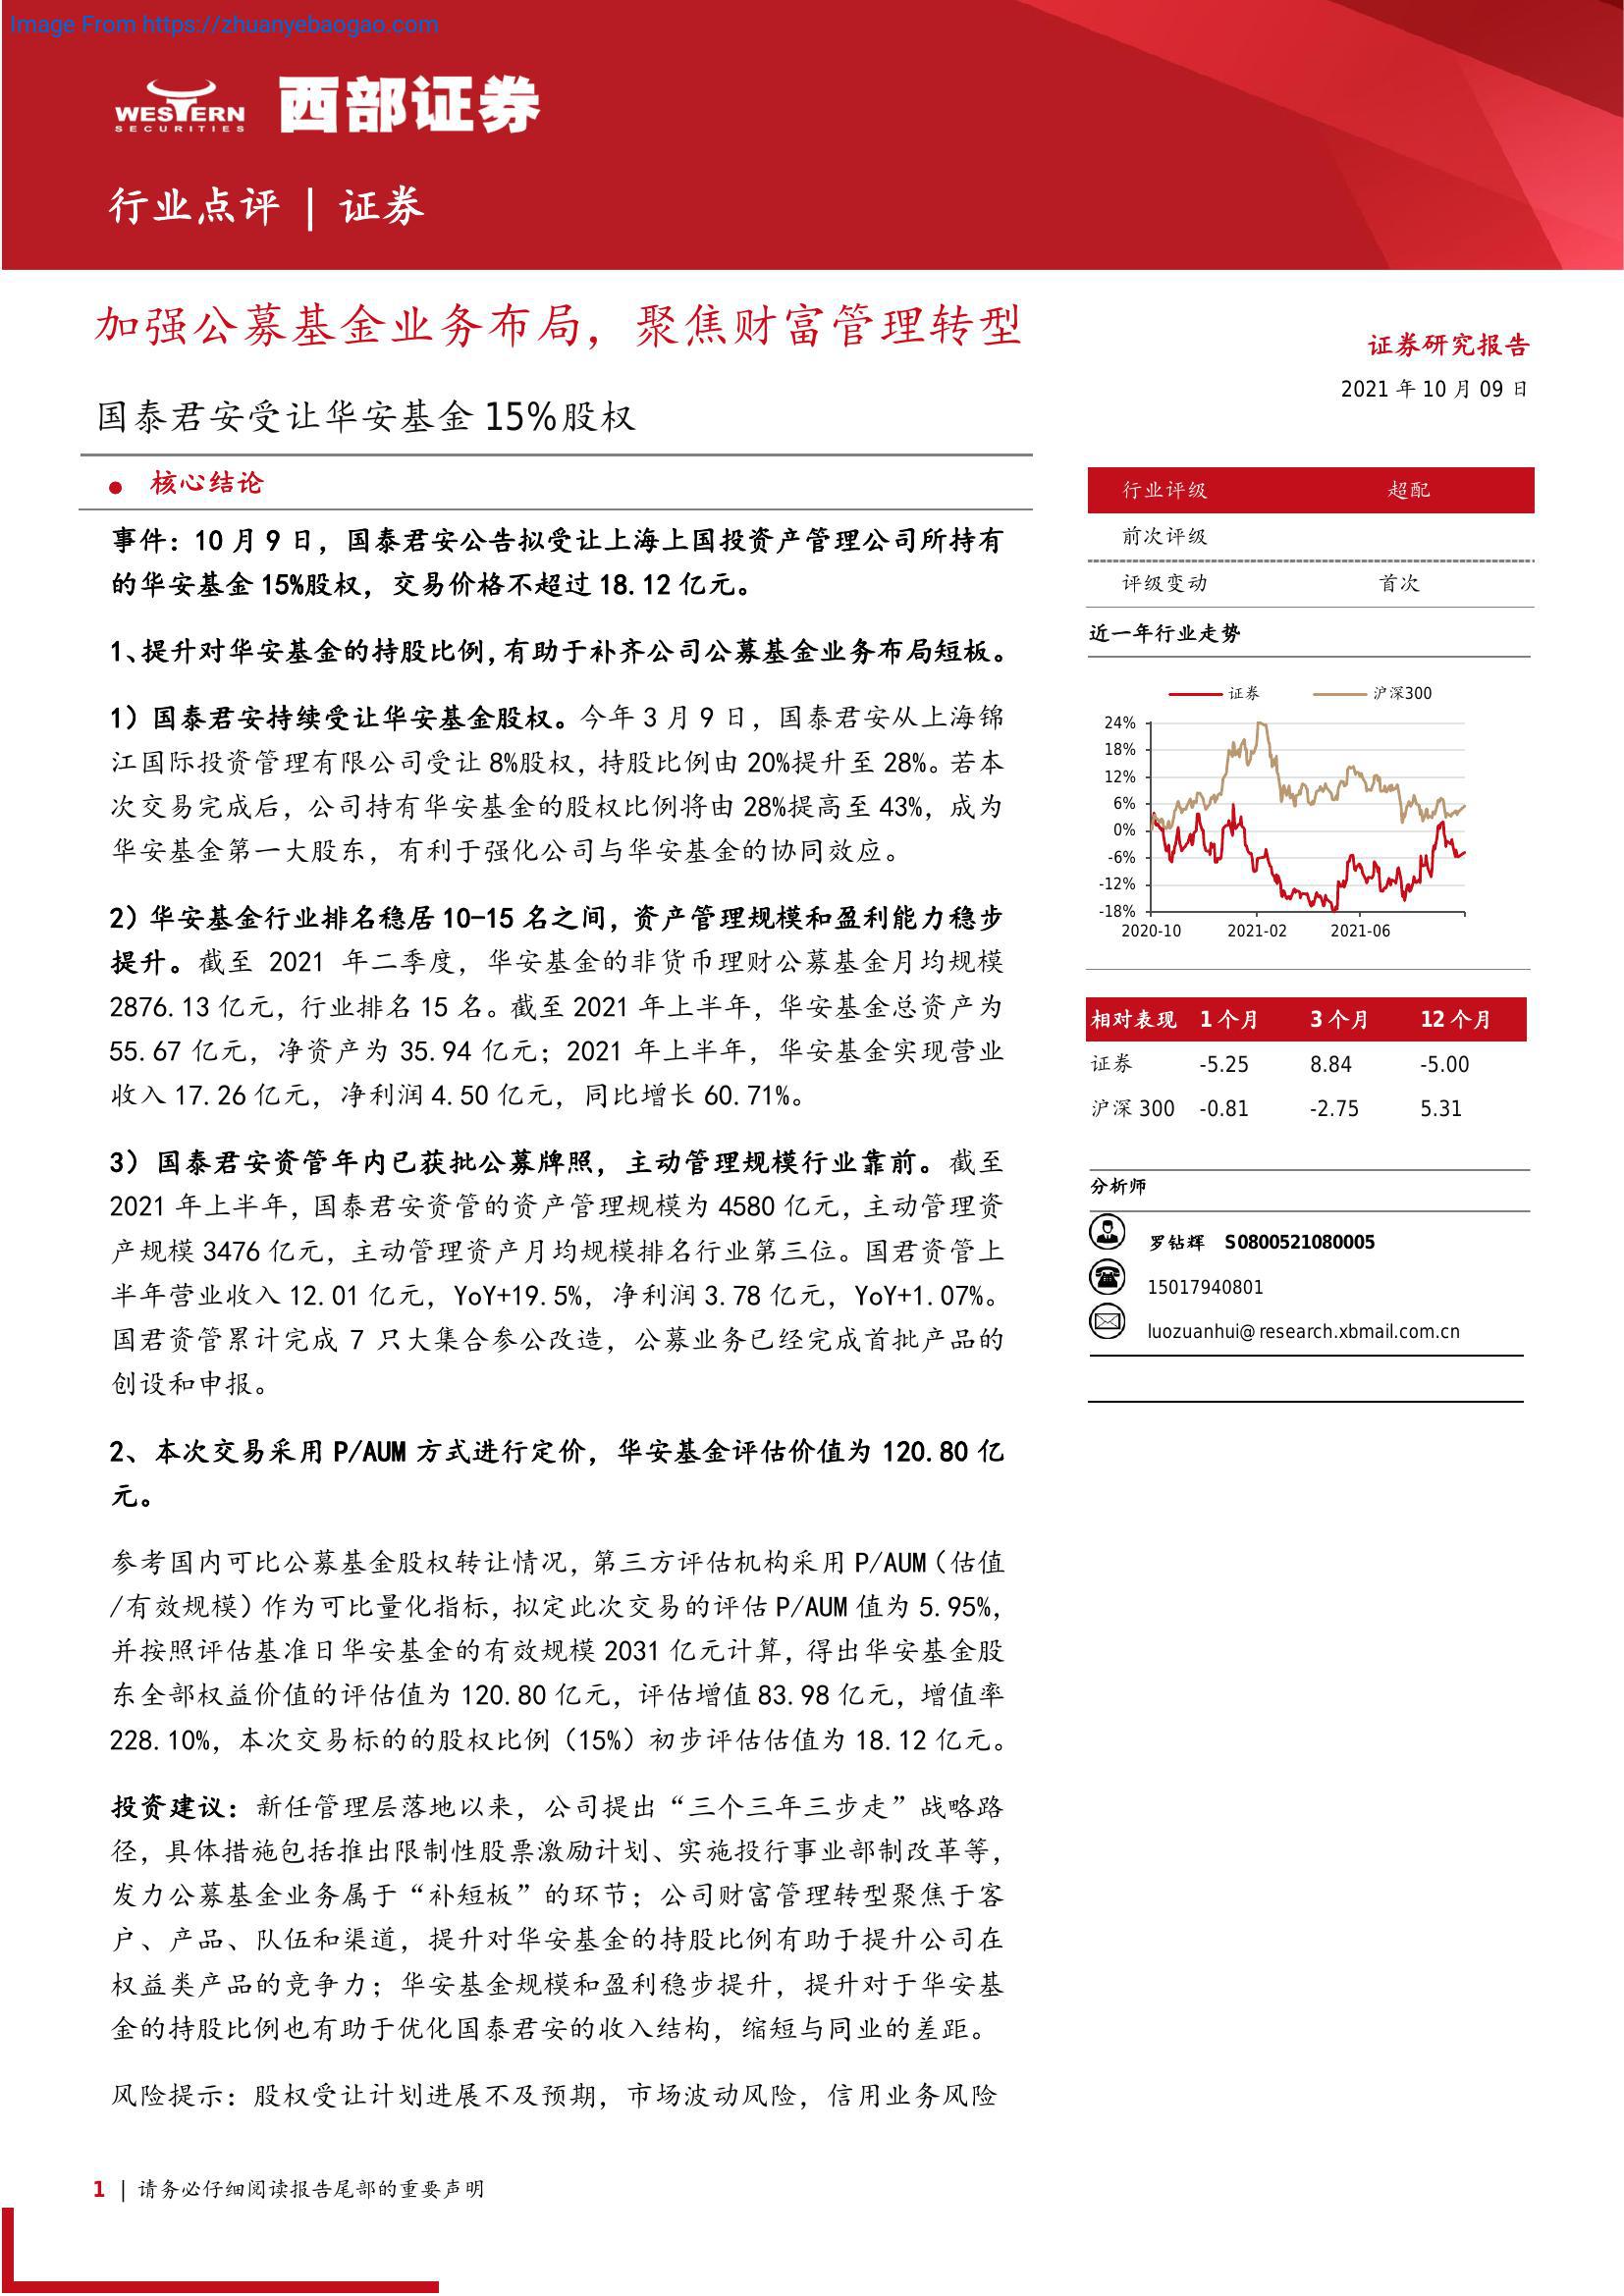 Image From https://zhuanyebaogao.com
WESTERN
SECURITIES
西部证券
行业点评 | 证券
加强公募基金业务布局，聚焦财富管理转型
国泰君安受让华安基金 15%股权
证券研究报告
2021 年 10 月 09 日
● 核心结论
事件：10 月 9 日，国泰君安公告拟受让上海上国投资产管理公司所持有
的华安基金 15%股权，交易价格不超过 18.12 亿元。
1、提升对华安基金的持股比例，有助于补齐公司公募基金业务布局短板。
1）国泰君安持续受让华安基金股权。今年 3 月 9 日，国泰君安从上海锦
江国际投资管理有限公司受让 8%股权，持股比例由 20%提升至 28%。若本
次交易完成后，公司持有华安基金的股权比例将由 28%提高至 43%，成为
华安基金第一大股东，有利于强化公司与华安基金的协同效应。
2）华安基金行业排名稳居 10-15 名之间，资产管理规模和盈利能力稳步
提升。截至 2021 年二季度，华安基金的非货币理财公募基金月均规模
2876.13 亿元，行业排名 15 名。截至 2021 年上半年，华安基金总资产为
55.67 亿元，净资产为 35.94 亿元；2021 年上半年，华安基金实现营业
收入 17.26 亿元，净利润 4.50 亿元，同比增长 60.71%。
3）国泰君安资管年内已获批公募牌照，主动管理规模行业靠前。截至
2021 年上半年，国泰君安资管的资产管理规模为 4580 亿元，主动管理资
产规模 3476 亿元，主动管理资产月均规模排名行业第三位。国君资管上
半年营业收入 12.01 亿元，YoY+19.5%，净利润 3.78 亿元，YoY+1.07%。
国君资管累计完成 7 只大集合参公改造，公募业务已经完成首批产品的
创设和申报。
2、本次交易采用 P/AUM 方式进行定价，华安基金评估价值为 120.80 亿
元。
参考国内可比公募基金股权转让情况，第三方评估机构采用 P/AUM（估值
/有效规模）作为可比量化指标，拟定此次交易的评估 P/AUM 值为 5.95%，
并按照评估基准日华安基金的有效规模 2031 亿元计算，得出华安基金股
东全部权益价值的评估值为 120.80 亿元，评估增值 83.98 亿元，增值率
228.10%，本次交易标的的股权比例（15%）初步评估估值为 18.12 亿元。
投资建议：新任管理层落地以来，公司提出“三个三年三步走”战略路
径，具体措施包括推出限制性股票激励计划、实施投行事业部制改革等，
发力公募基金业务属于“补短板”的环节；公司财富管理转型聚焦于客
户、产品、队伍和渠道，提升对华安基金的持股比例有助于提升公司在
权益类产品的竞争力；华安基金规模和盈利稳步提升，提升对于华安基
金的持股比例也有助于优化国泰君安的收入结构，缩短与同业的差距。
风险提示：股权受让计划进展不及预期，市场波动风险，信用业务风险
行业评级 超配
前次评级
评级变动 首次
近一年行业走势
证券 沪深300
24%
18%
12%
6%
0%
-6%
-12%
-18%
2020-10 2021-02 2021-06
相对表现 1 个月 3 个月 12 个月
证券 -5.25 8.84 -5.00
沪深 300 -0.81 -2.75 5.31
分析师
罗钻辉 S0800521080005
15017940801
luozuanhui@research.xbmail.com.cn
1 | 请务必仔细阅读报告尾部的重要声明